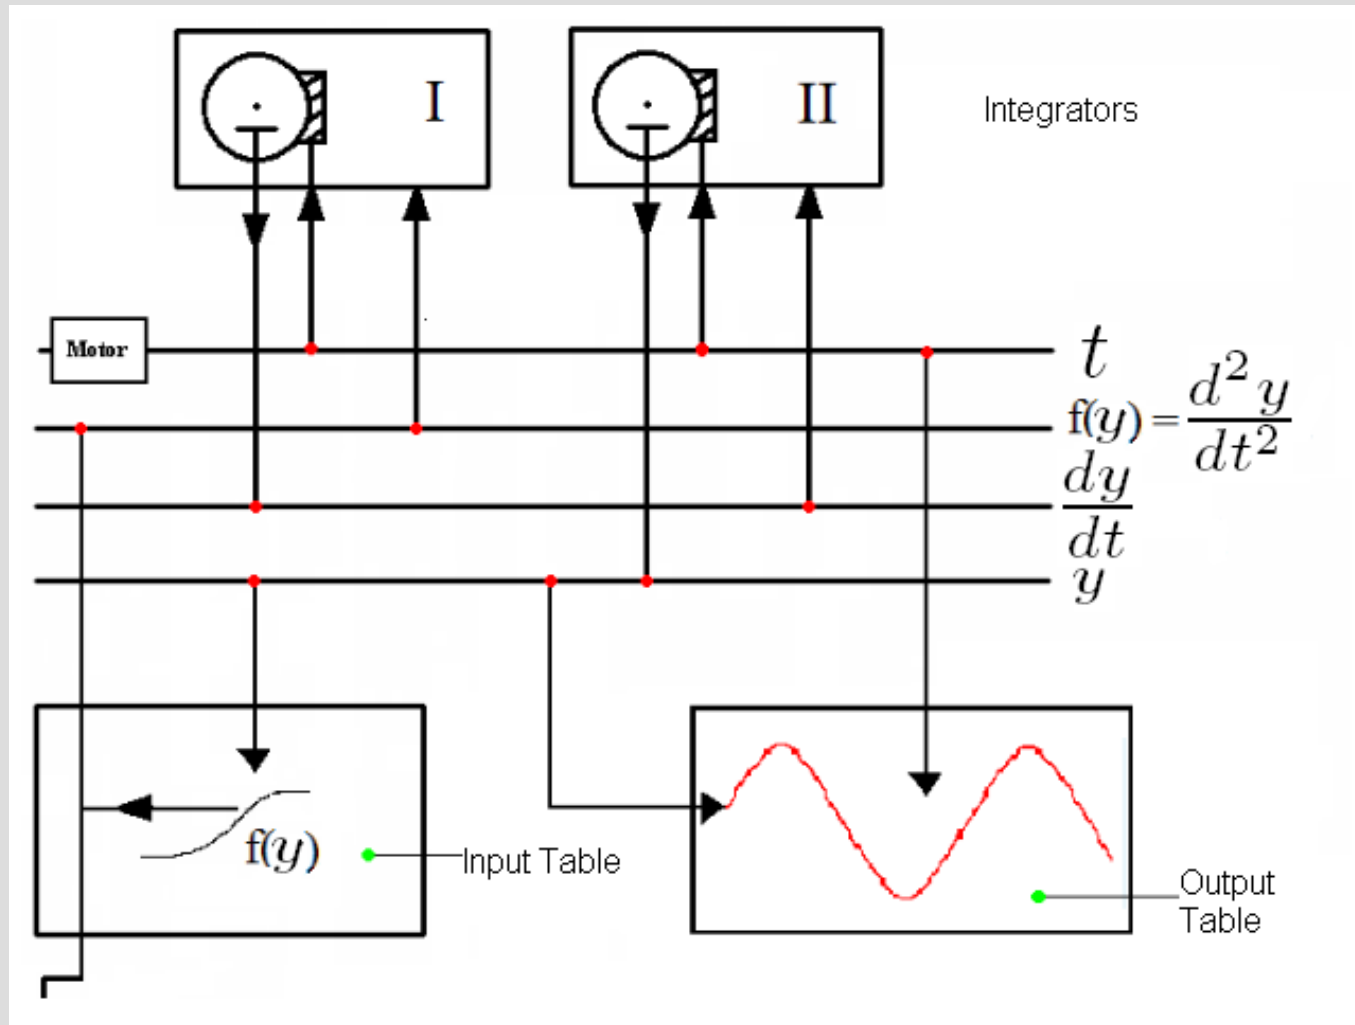 I
II
Integrators
Motor
t
f(y) = d²y/dt²
dy/dt
y
f(y)
Input Table
Output
Table